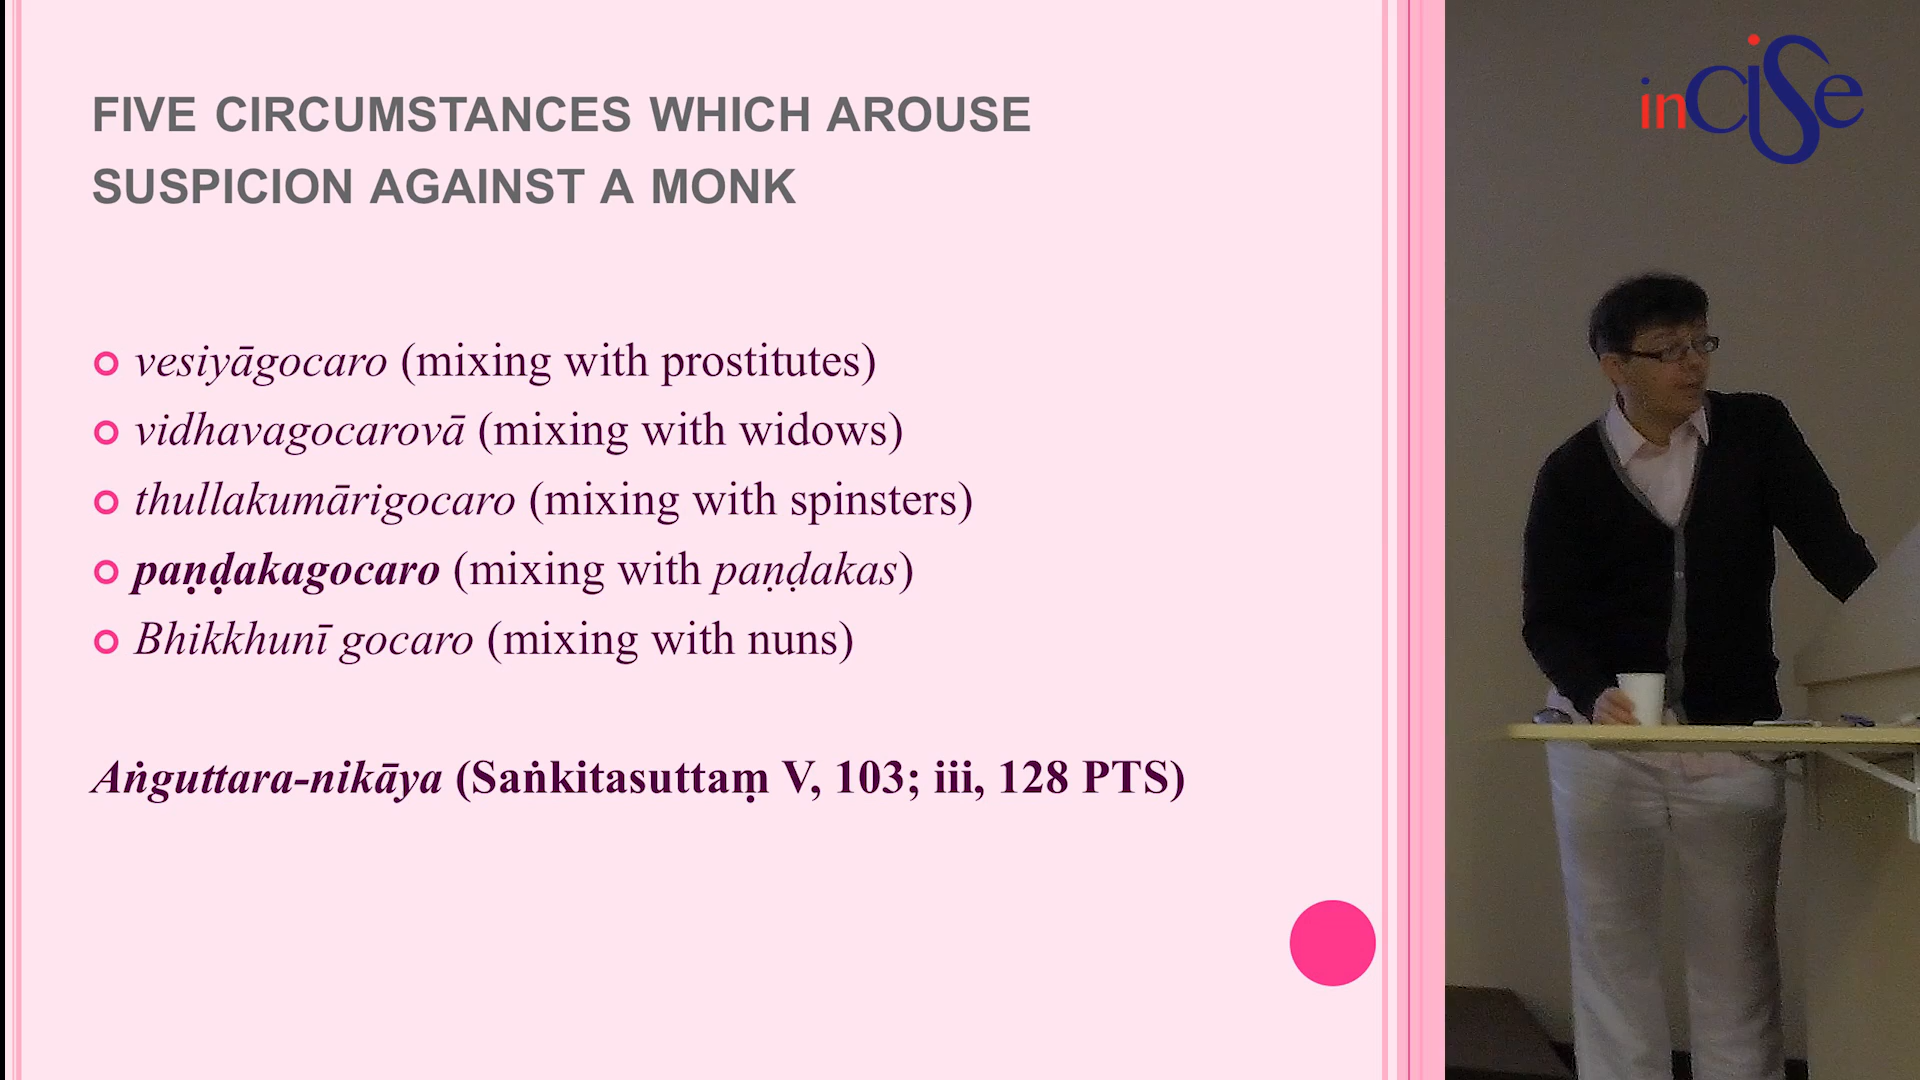 FIVE CIRCUMSTANCES WHICH AROUSE
SUSPICION AGAINST A MONK
vesiyāgocaro (mixing with prostitutes)
vidhavagocarovā (mixing with widows)
thullakumārigocaro (mixing with spinsters)
paṇḍakagocaro (mixing with paṇḍakas)
Bhikkhunī gocaro (mixing with nuns)
Aṅguttara-nikāya (Saṅkitasuttaṃ V, 103; iii, 128 PTS)
inCiSe